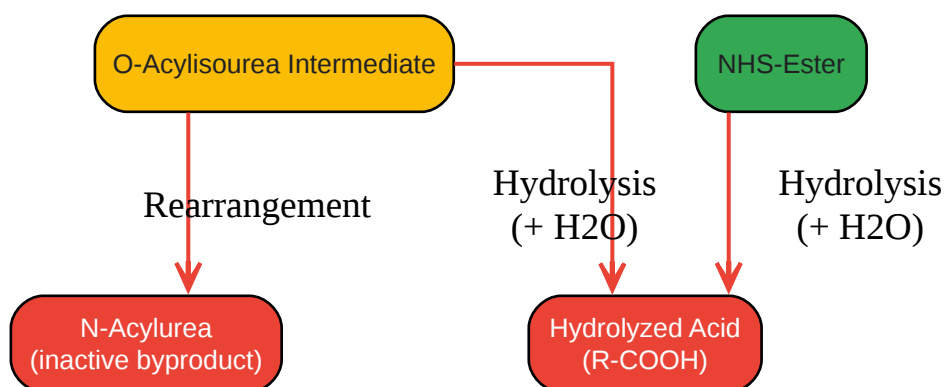 O-Acylisourea Intermediate
NHS-Ester
Rearrangement
Hydrolysis
(+ H2O)
Hydrolysis
(+ H2O)
N-Acylurea
(inactive byproduct)
Hydrolyzed Acid
(R-COOH)